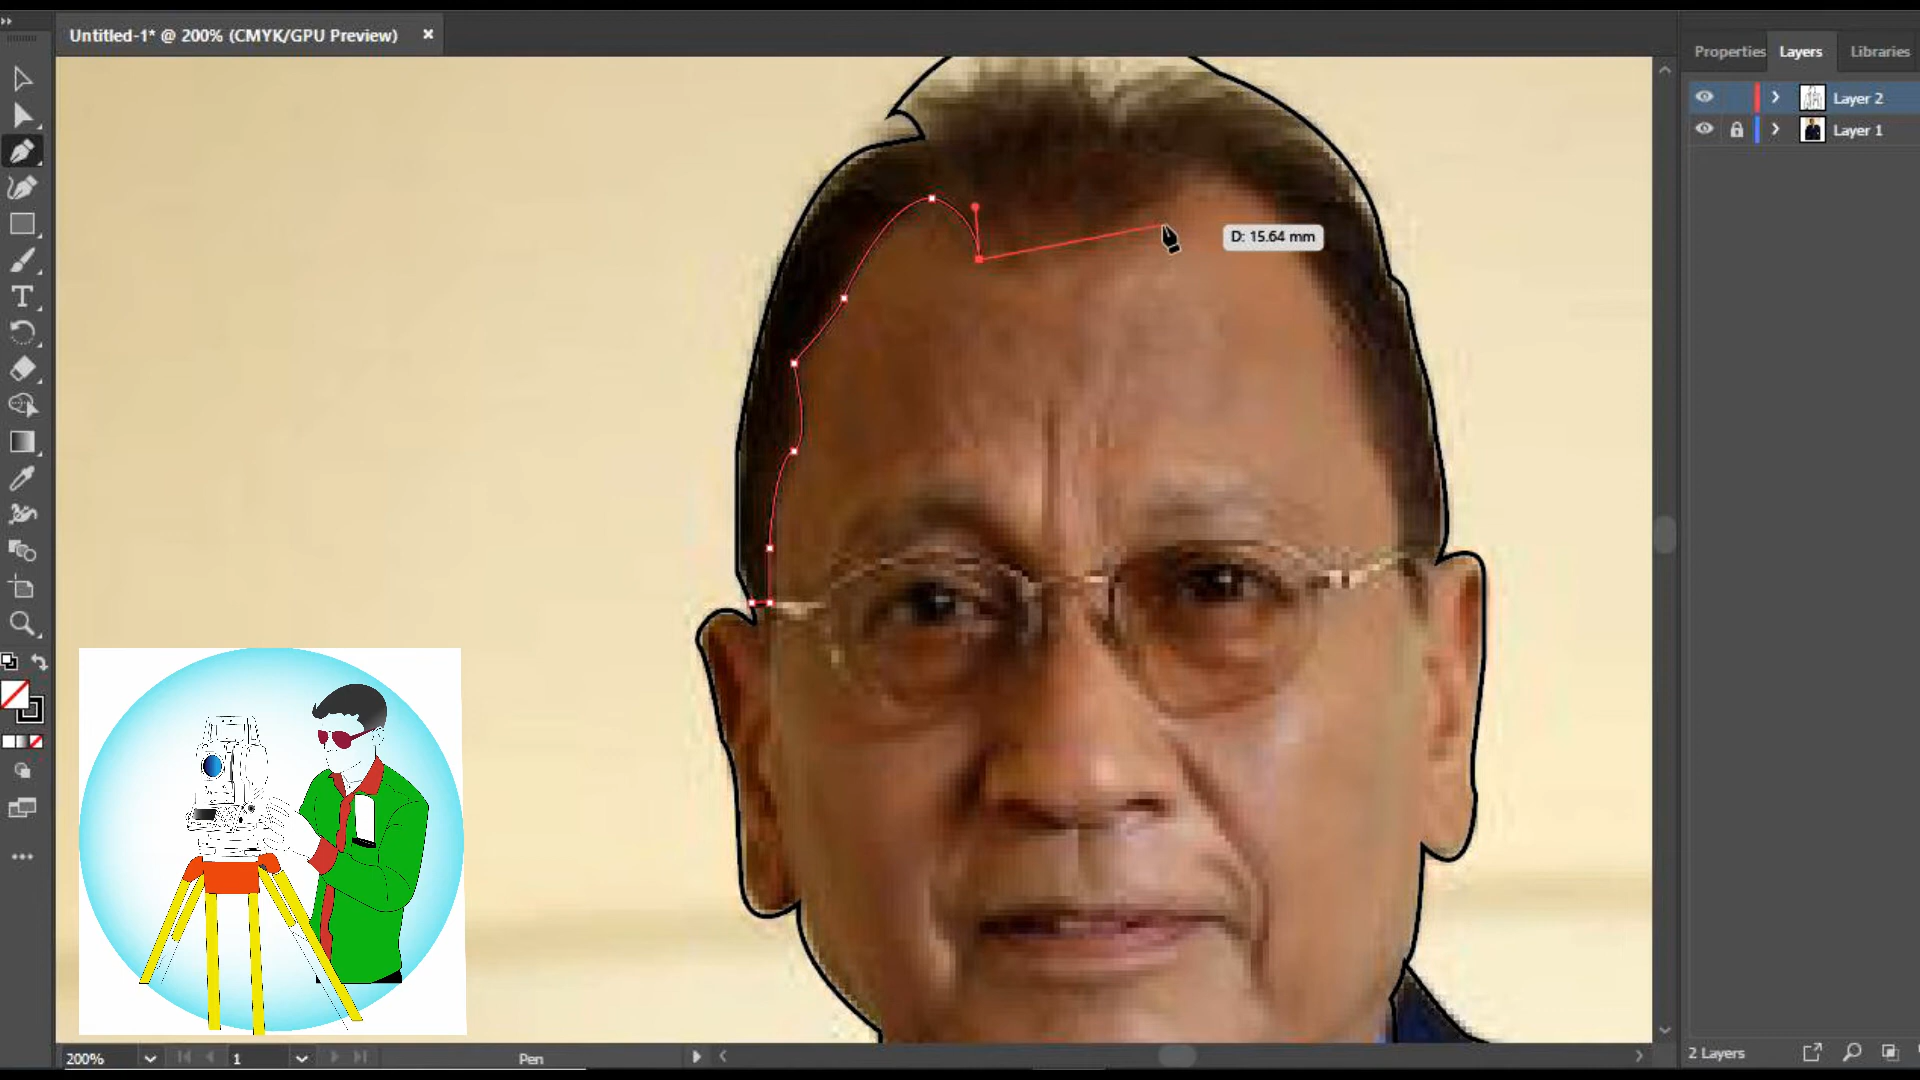 Untitled-1* @ 200% (CMYK/GPU Preview) ×
Properties Layers Libraries
Layer 2
Layer 1
D: 15.64 mm
200% 1 Pen
2 Layers